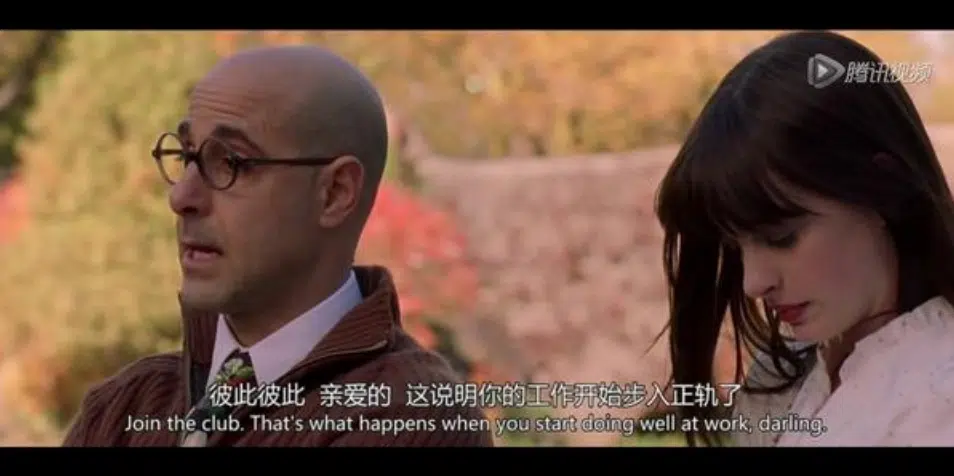 腾讯视频
彼此彼此 亲爱的 这说明你的工作开始步入正轨了
Join the club. That's what happens when you start doing well at work, darling.